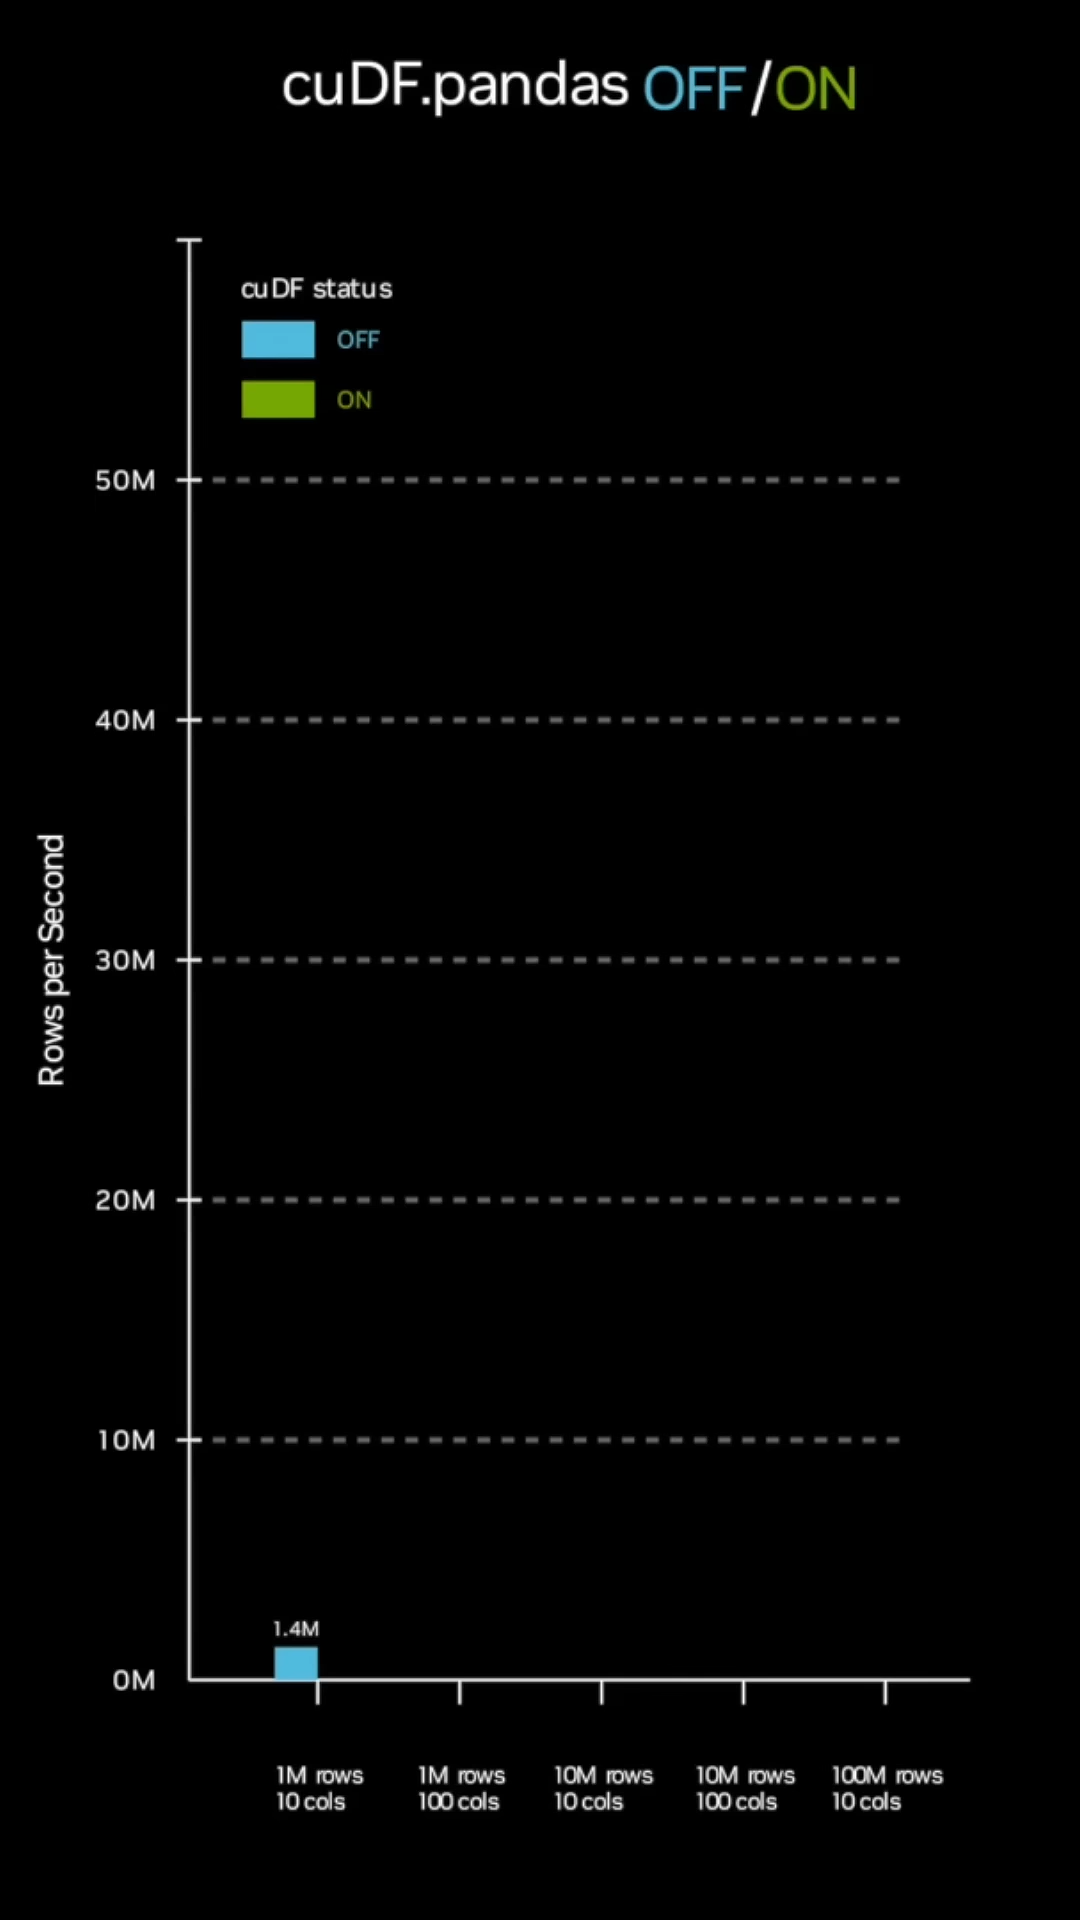 cuDF.pandas OFF/ON
cuDF status
OFF
ON
50M
40M
30M
20M
10M
0M
Rows per Second
1.4M
1M rows
10 cols
1M rows
100 cols
10M rows
10 cols
10M rows
100 cols
100M rows
10 cols